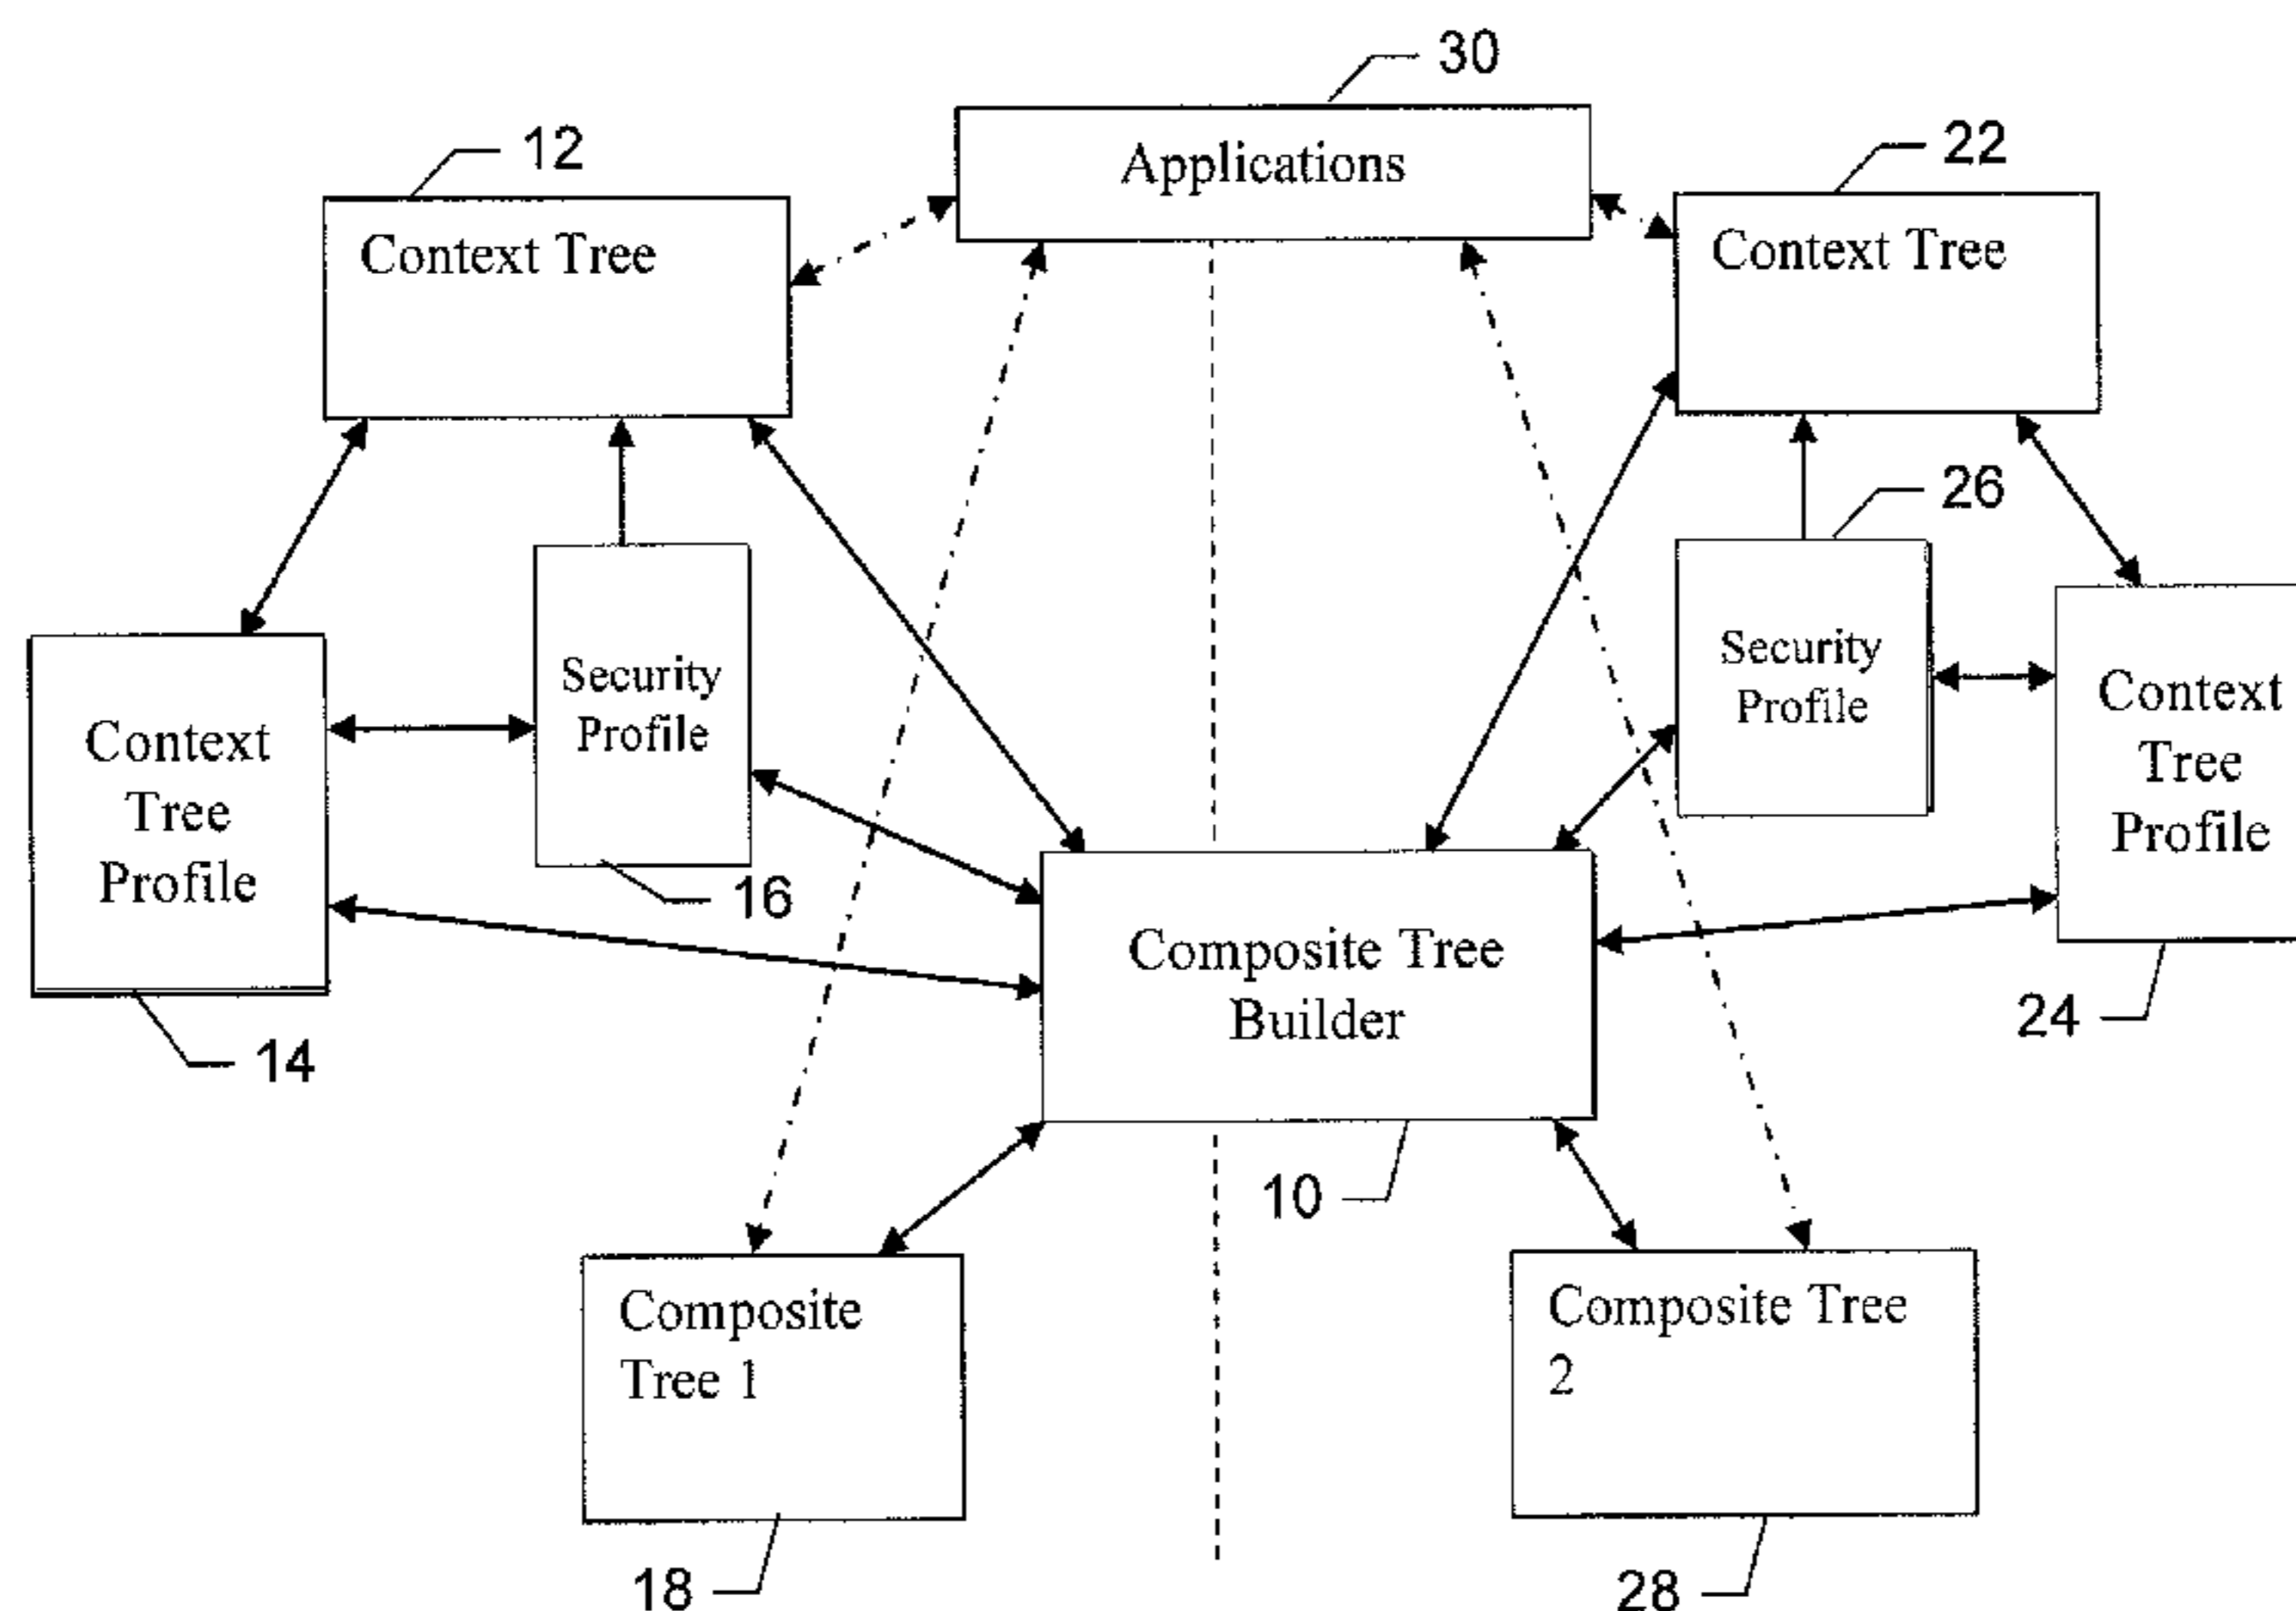 30
12
Applications
22
Context Tree
Context Tree
26
Security
Profile
Security
Profile
Context
Tree
Profile
Context
Tree
Profile
16
Composite Tree
Builder
24
14
10
Composite
Tree 1
Composite Tree
2
18
28